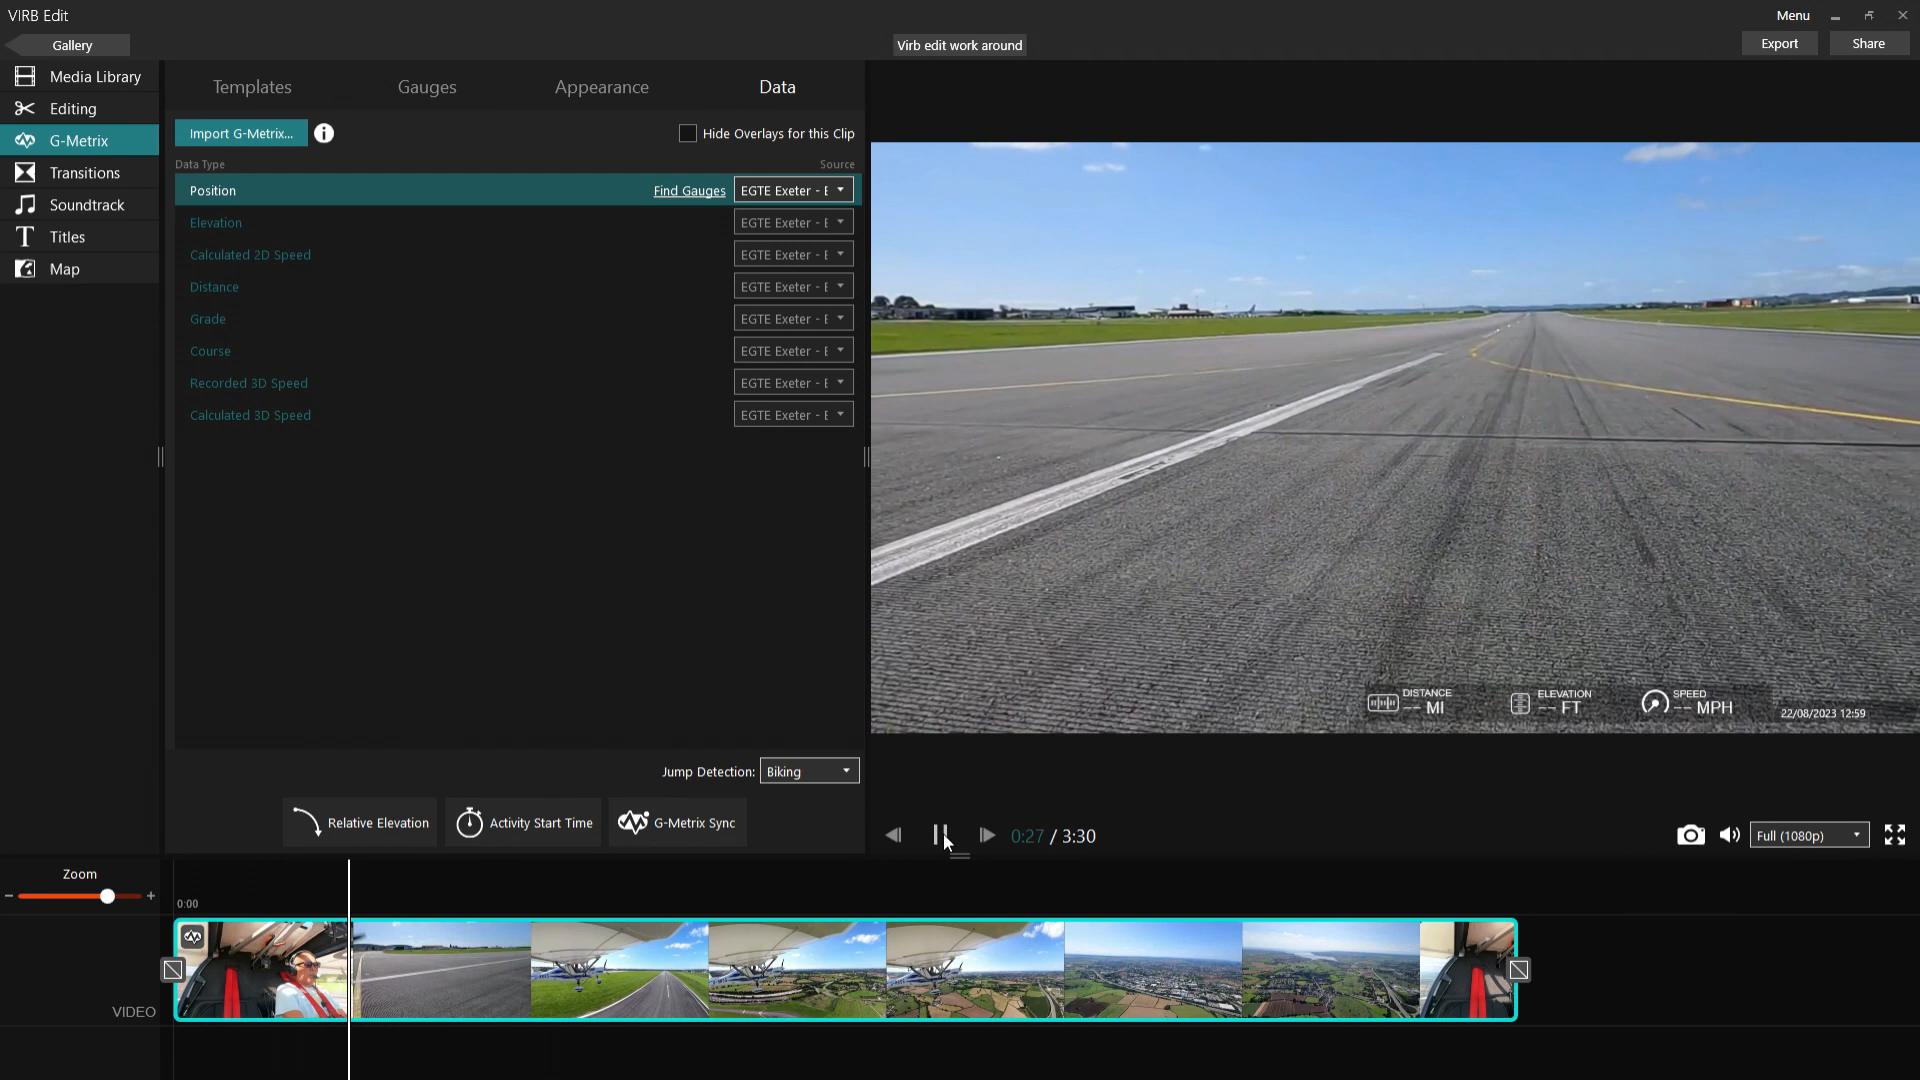 VIRB Edit
Menu
Gallery
Virb edit work around
Export
Share
Media Library
Editing
G-Metrix
Transitions
Soundtrack
Titles
Map
Templates
Gauges
Appearance
Data
Import G-Metrix...
Hide Overlays for this Clip
Data Type
Source
Position
Find Gauges
EGTE Exeter - E
Elevation
EGTE Exeter - E
Calculated 2D Speed
EGTE Exeter - E
Distance
EGTE Exeter - E
Grade
EGTE Exeter - E
Course
EGTE Exeter - E
Recorded 3D Speed
EGTE Exeter - E
Calculated 3D Speed
EGTE Exeter - E
DISTANCE
-- MI
ELEVATION
-- FT
SPEED
-- MPH
22/08/2023 12:59
Jump Detection:
Biking
Relative Elevation
Activity Start Time
G-Metrix Sync
0:27 / 3:30
Full (1080p)
Zoom
- +
0:00
VIDEO